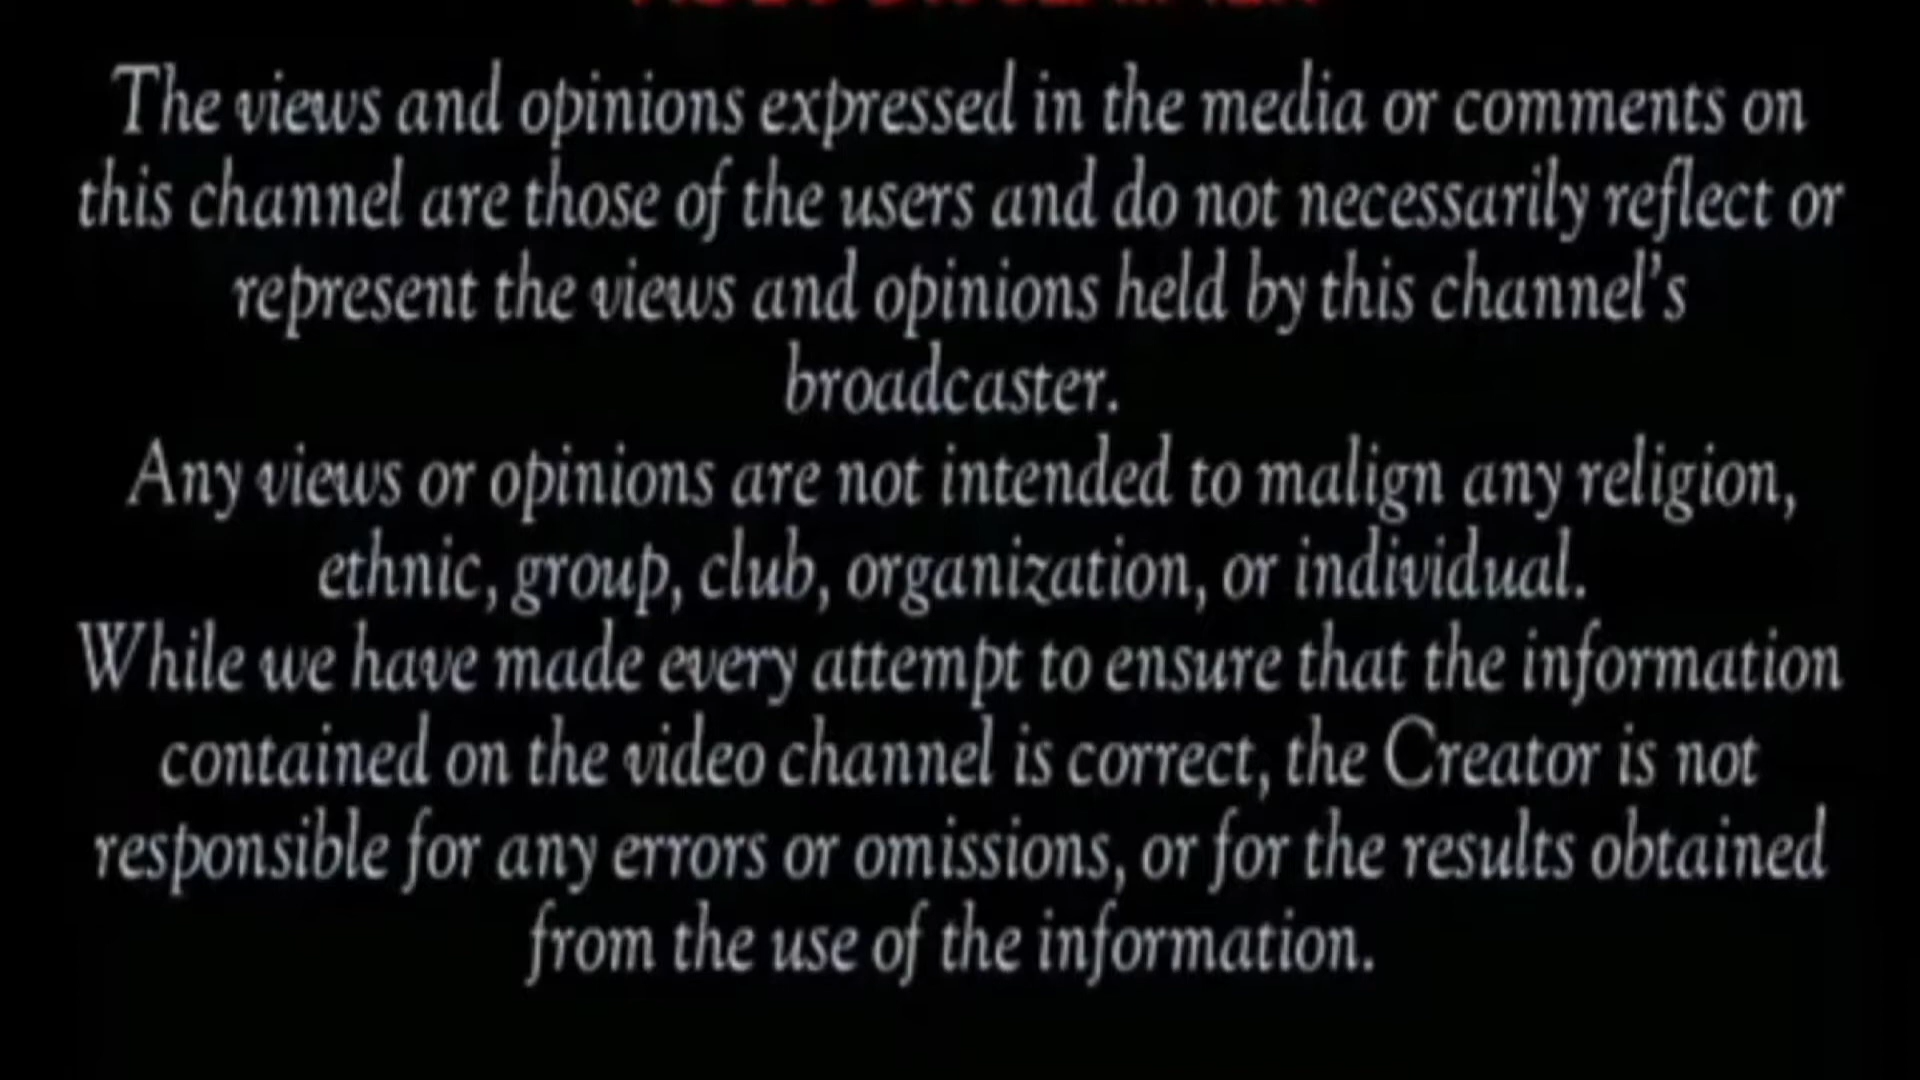 The views and opinions expressed in the media or comments on
this channel are those of the users and do not necessarily reflect or
represent the views and opinions held by this channel's
broadcaster.
Any views or opinions are not intended to malign any religion,
ethnic, group, club, organization, or individual.
While we have made every attempt to ensure that the information
contained on the video channel is correct, the Creator is not
responsible for any errors or omissions, or for the results obtained
from the use of the information.